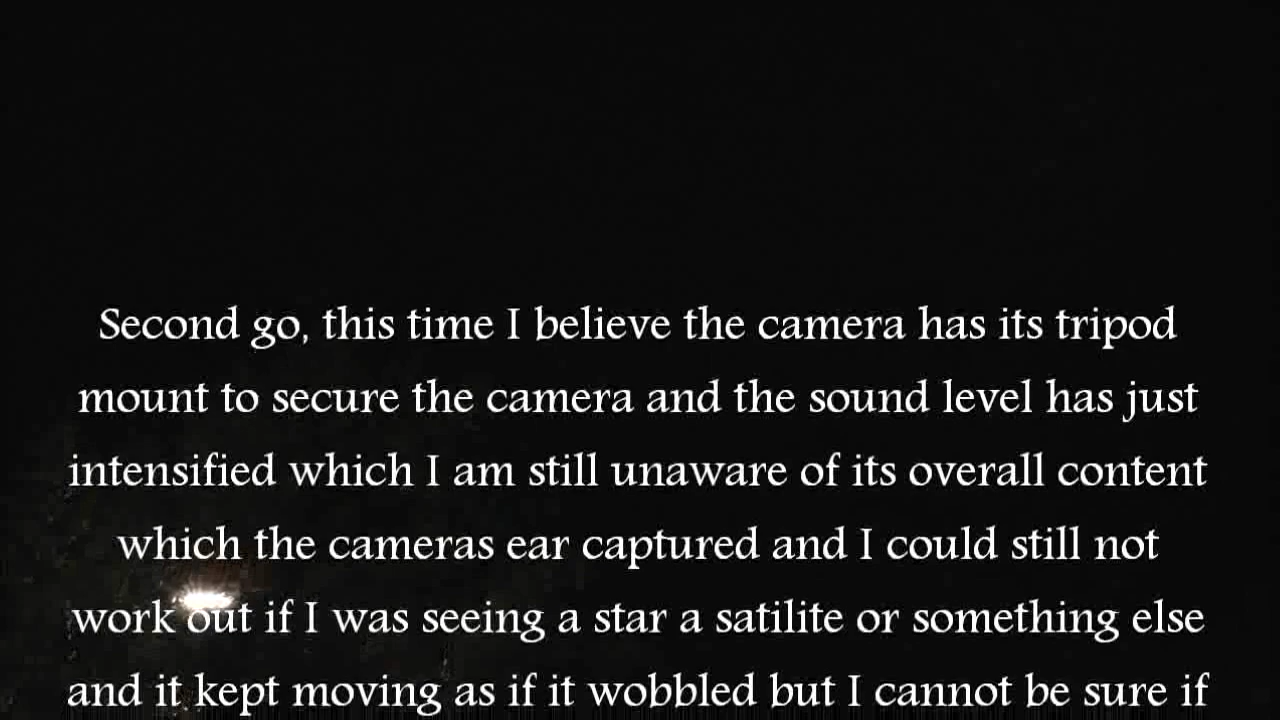 Second go, this time I believe the camera has its tripod
mount to secure the camera and the sound level has just
intensified which I am still unaware of its overall content
which the cameras ear captured and I could still not
work out if I was seeing a star a satilite or something else
and it kept moving as if it wobbled but I cannot be sure if